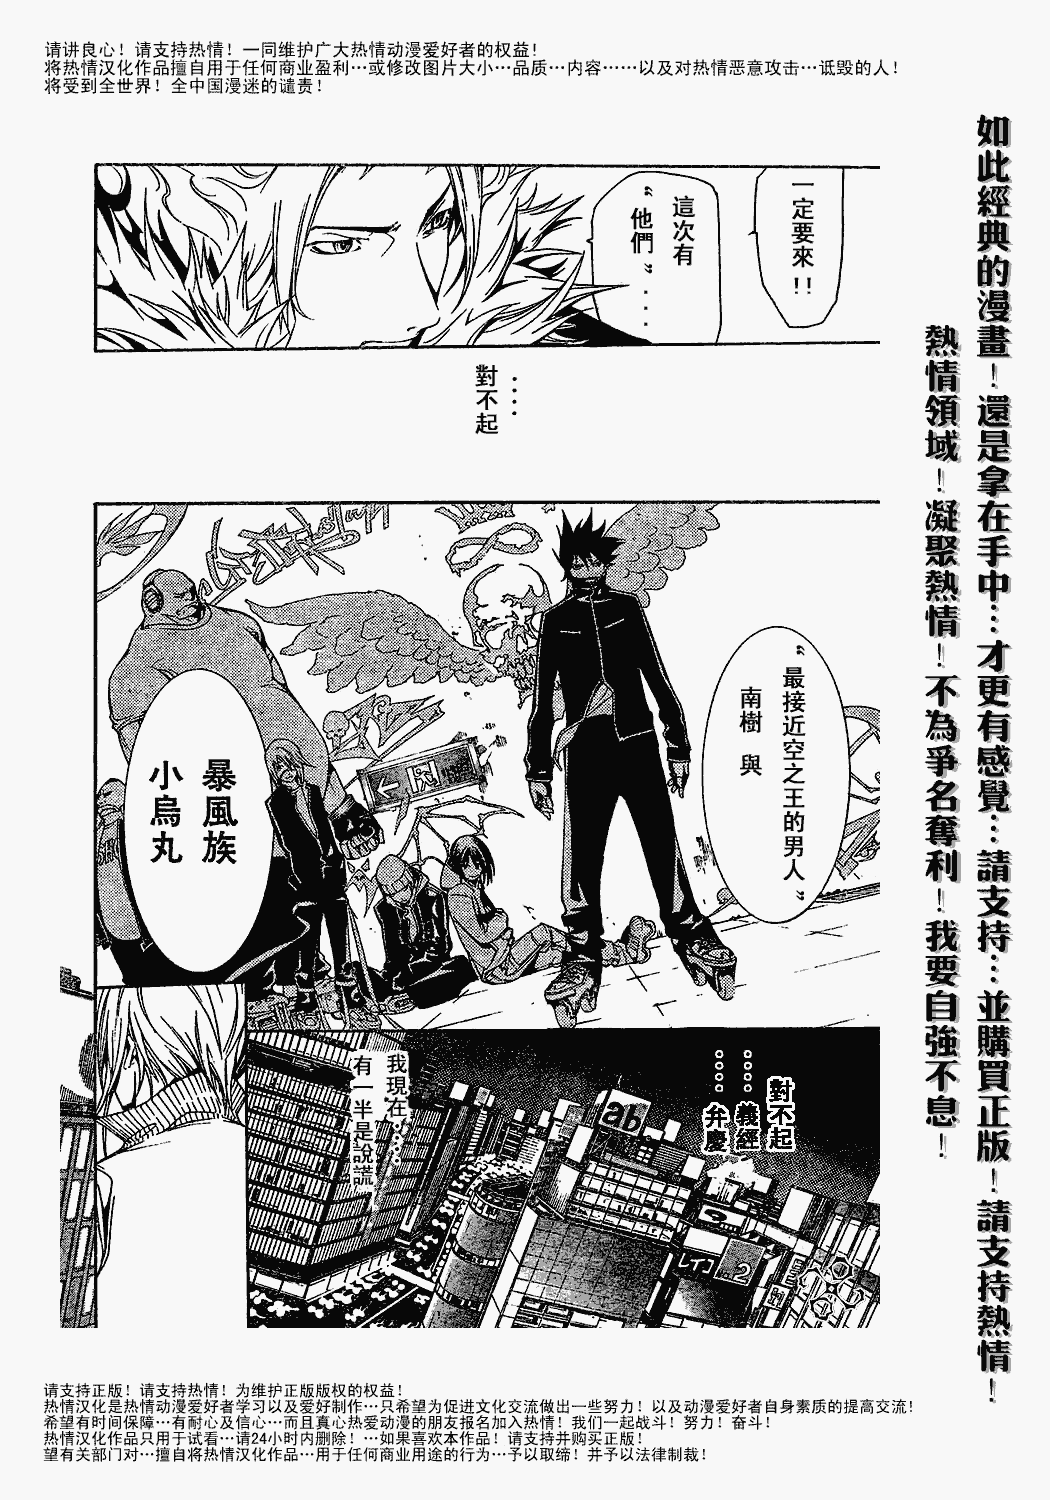 请讲良心！请支持热情！一同维护广大热情动漫爱好者的权益！
将热情汉化作品擅自用于任何商业盈利…或修改图片大小…品质…内容……以及对热情恶意攻击…诋毁的人！
将受到全世界！全中国漫迷的谴责！
如此經典的漫畫！還是拿在手中…才更有感覺…請支持…並購買正版！請支持熱情！
熱情領域！凝聚熱情！不為爭名奪利！我要自強不息！
一定要來!!
這次有
“他們”....
....
對不起
“最接近空之王的男人”
南樹 與
暴風族
小烏丸
對不起
....義經
....弁慶
我現在.....
有一半是說謊
ab
レイコ
No.2
请支持正版！请支持热情！为维护正版版权的权益！
热情汉化是热情动漫爱好者学习以及爱好制作…只希望为促进文化交流做出一些努力！以及动漫爱好者自身素质的提高交流！
希望有时间保障…有耐心及信心…而且真心热爱动漫的朋友报名加入热情！我们一起战斗！努力！奋斗！
热情汉化作品只用于试看…请24小时内删除！…如果喜欢本作品！请支持并购买正版！
望有关部门对…擅自将热情汉化作品…用于任何商业用途的行为…予以取缔！并予以法律制裁！